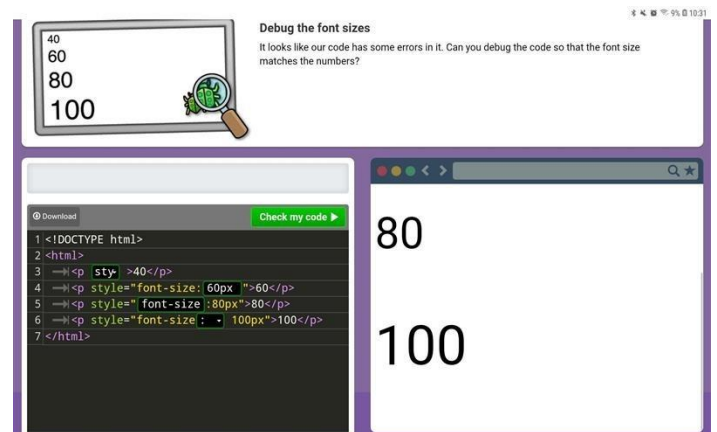 9% 10:31
Debug the font sizes
It looks like our code has some errors in it. Can you debug the code so that the font size
matches the numbers?
40
60
80
100
Download
Check my code
1 <!DOCTYPE html>
2 <html>
3 <p sty >40</p>
4 <p style="font-size: 60px ">60</p>
5 <p style=" font-size :80px">80</p>
6 <p style="font-size : 100px">100</p>
7 </html>
80
100